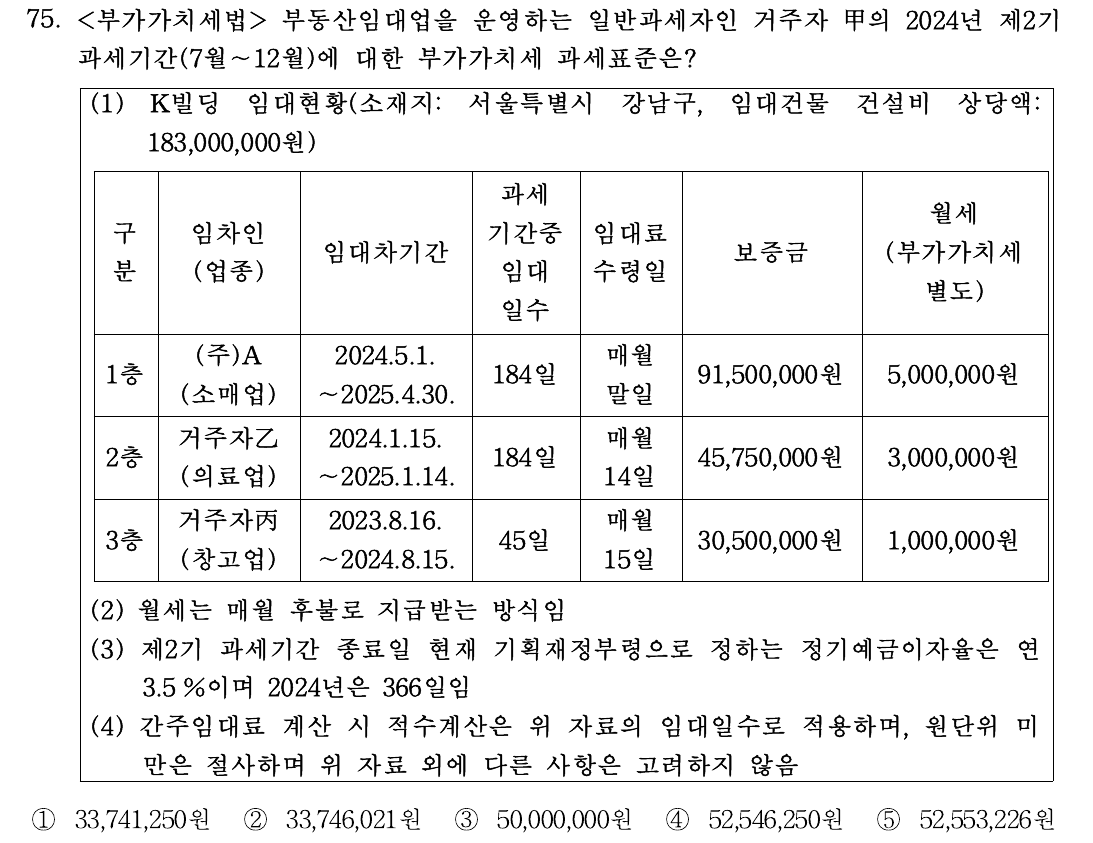 75. <부가가치세법> 부동산임대업을 운영하는 일반과세자인 거주자 甲의 2024년 제2기
과세기간(7월~12월)에 대한 부가가치세 과세표준은?
(1) K빌딩 임대현황(소재지: 서울특별시 강남구, 임대건물 건설비 상당액:
183,000,000원)
구
분
임차인
(업종)
임대차기간
과세
기간중
임대
일수
임대료
수령일
보증금
월세
(부가가치세
별도)
1층
(주)A
(소매업)
2024.5.1.
~2025.4.30.
184일
매월
말일
91,500,000원
5,000,000원
2층
거주자乙
(의료업)
2024.1.15.
~2025.1.14.
184일
매월
14일
45,750,000원
3,000,000원
3층
거주자丙
(창고업)
2023.8.16.
~2024.8.15.
45일
매월
15일
30,500,000원
1,000,000원
(2) 월세는 매월 후불로 지급받는 방식임
(3) 제2기 과세기간 종료일 현재 기획재정부령으로 정하는 정기예금이자율은 연
3.5%이며 2024년은 366일임
(4) 간주임대료 계산 시 적수계산은 위 자료의 임대일수로 적용하며, 원단위 미
만은 절사하며 위 자료 외에 다른 사항은 고려하지 않음
① 33,741,250원 ② 33,746,021원 ③ 50,000,000원 ④ 52,546,250원 ⑤ 52,553,226원